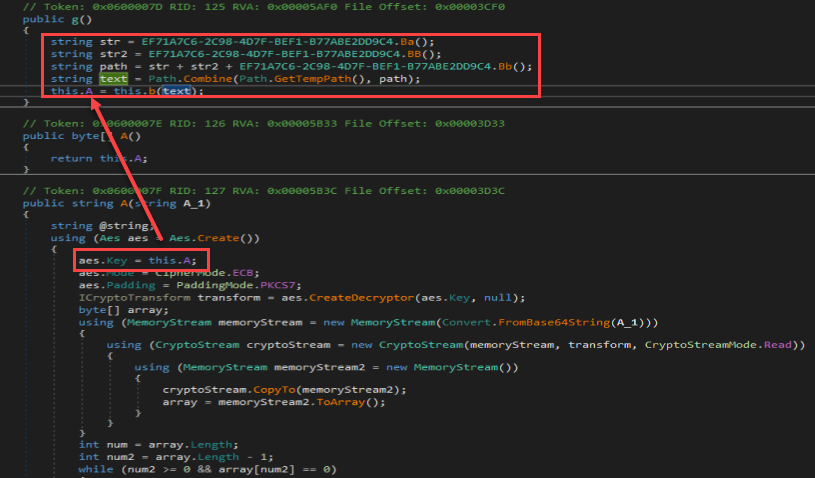 // Token: 0x0600007D RID: 125 RVA: 0x00005AF0 File Offset: 0x00003CF0
public g()
{
string str = EF71A7C6-2C98-4D7F-BEF1-B77ABE2DD9C4.Ba();
string str2 = EF71A7C6-2C98-4D7F-BEF1-B77ABE2DD9C4.BB();
string path = str + str2 + EF71A7C6-2C98-4D7F-BEF1-B77ABE2DD9C4.Bb();
string text = Path.Combine(Path.GetTempPath(), path);
this.A = this.b(text);
}
// Token: 0x0600007E RID: 126 RVA: 0x00005B33 File Offset: 0x00003D33
public byte[] A()
{
return this.A;
}
// Token: 0x0600007F RID: 127 RVA: 0x00005B3C File Offset: 0x00003D3C
public string A(string A_1)
{
string @string;
using (Aes aes = Aes.Create())
{
aes.Key = this.A;
aes.Mode = CipherMode.ECB;
aes.Padding = PaddingMode.PKCS7;
ICryptoTransform transform = aes.CreateDecryptor(aes.Key, null);
byte[] array;
using (MemoryStream memoryStream = new MemoryStream(Convert.FromBase64String(A_1)))
{
using (CryptoStream cryptoStream = new CryptoStream(memoryStream, transform, CryptoStreamMode.Read))
{
using (MemoryStream memoryStream2 = new MemoryStream())
{
cryptoStream.CopyTo(memoryStream2);
array = memoryStream2.ToArray();
}
}
}
int num = array.Length;
int num2 = array.Length - 1;
while (num2 >= 0 && array[num2] == 0)